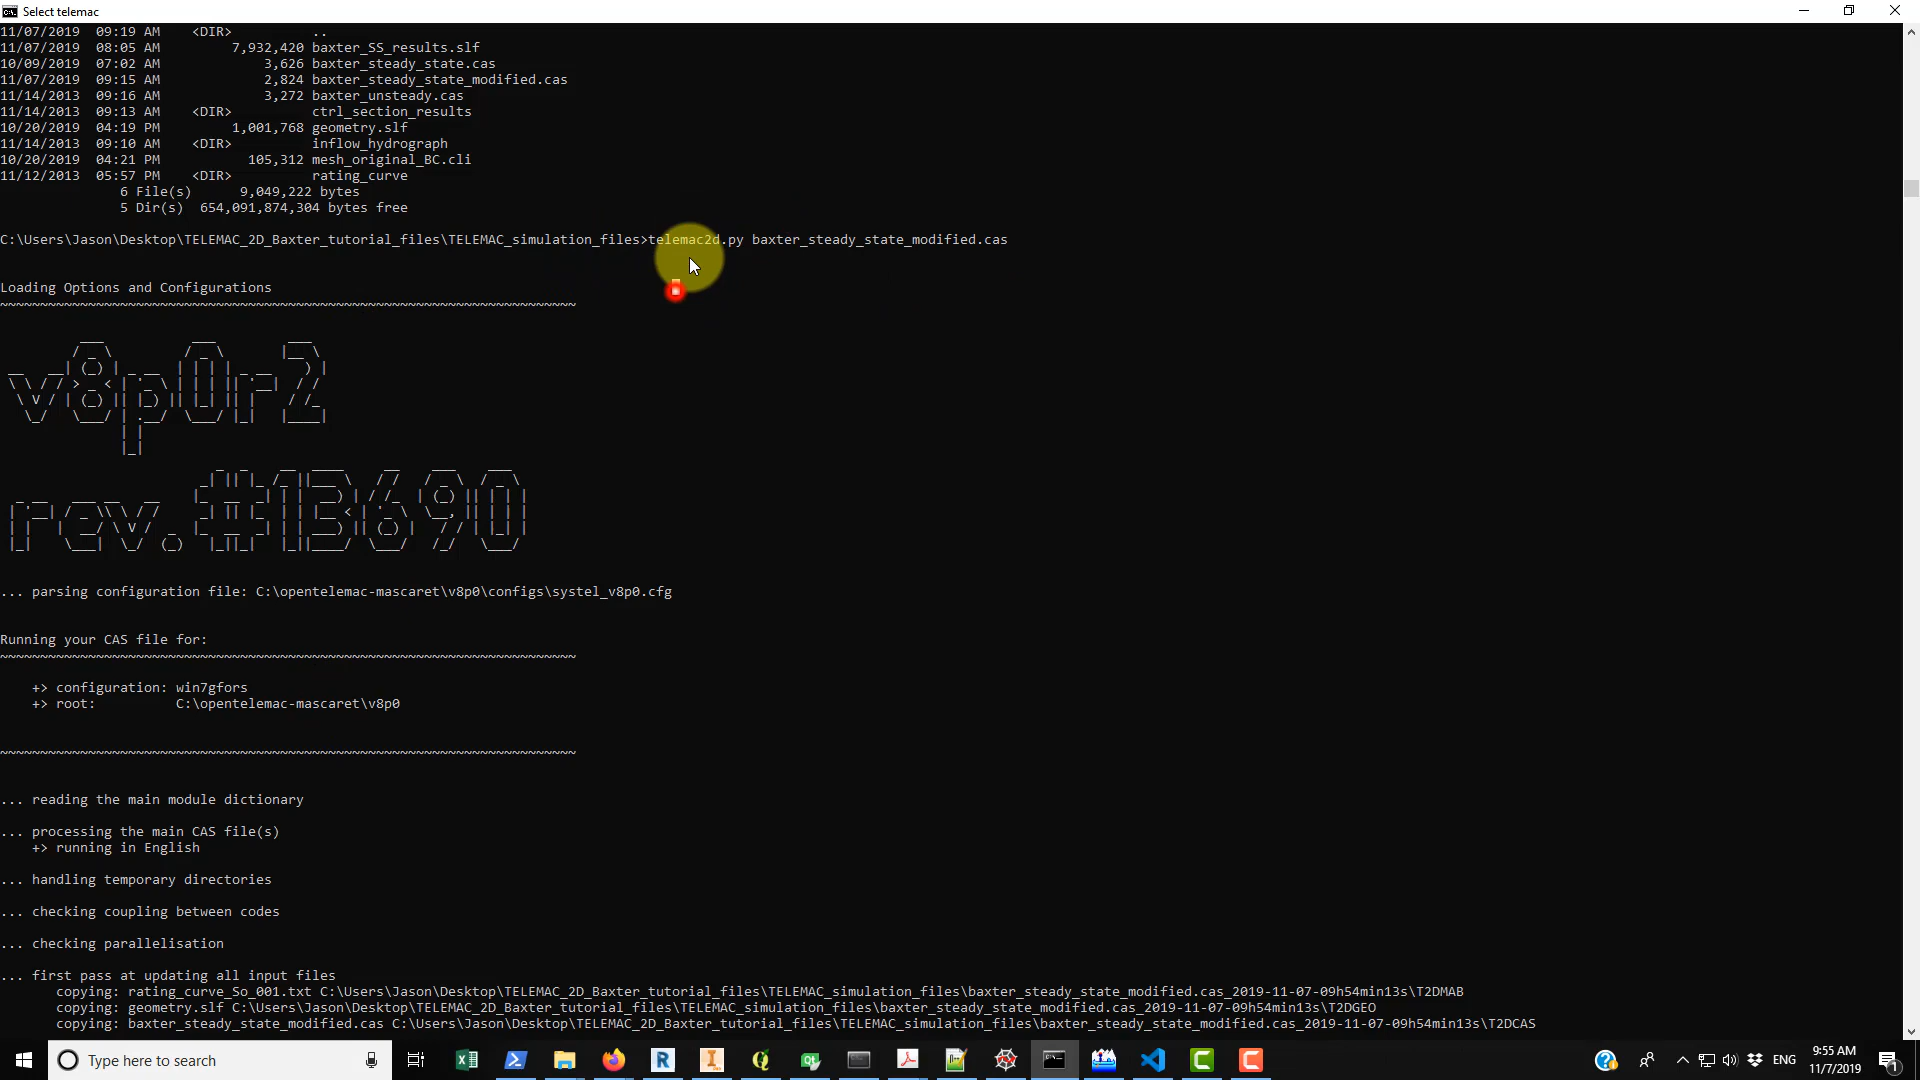 Select telemac
11/07/2019  09:19 AM    <DIR>          ..
11/07/2019  08:05 AM         7,932,420 baxter_SS_results.slf
10/09/2019  07:02 AM             3,626 baxter_steady_state.cas
11/07/2019  09:15 AM             2,824 baxter_steady_state_modified.cas
11/14/2013  09:16 AM             3,272 baxter_unsteady.cas
11/14/2013  09:13 AM    <DIR>          ctrl_section_results
10/20/2019  04:19 PM         1,001,768 geometry.slf
11/14/2013  09:10 AM    <DIR>          inflow_hydrograph
10/20/2019  04:21 PM           105,312 mesh_original_BC.cli
11/12/2013  05:57 PM    <DIR>          rating_curve
6 File(s)      9,049,222 bytes
5 Dir(s)  654,091,874,304 bytes free
C:\Users\Jason\Desktop\TELEMAC_2D_Baxter_tutorial_files\TELEMAC_simulation_files>telemac2d.py baxter_steady_state_modified.cas
Loading Options and Configurations
~~~~~~~~~~~~~~~~~~~~~~~~~~~~~~~~~~~~~~~~~~~~~~~~~~~~~~~~~~~~~~~~~~~~~~~~
v8p0r2
rev.#13690
... parsing configuration file: C:\opentelemac-mascaret\v8p0\configs\systel_v8p0.cfg
Running your CAS file for:
~~~~~~~~~~~~~~~~~~~~~~~~~~~~~~~~~~~~~~~~~~~~~~~~~~~~~~~~~~~~~~~~~~~~~~~~
+> configuration: win7gfors
+> root:          C:\opentelemac-mascaret\v8p0
~~~~~~~~~~~~~~~~~~~~~~~~~~~~~~~~~~~~~~~~~~~~~~~~~~~~~~~~~~~~~~~~~~~~~~~~
... reading the main module dictionary
... processing the main CAS file(s)
+> running in English
... handling temporary directories
... checking coupling between codes
... checking parallelisation
... first pass at updating all input files
copying: rating_curve_So_001.txt C:\Users\Jason\Desktop\TELEMAC_2D_Baxter_tutorial_files\TELEMAC_simulation_files\baxter_steady_state_modified.cas_2019-11-07-09h54min13s\T2DMAB
copying: geometry.slf C:\Users\Jason\Desktop\TELEMAC_2D_Baxter_tutorial_files\TELEMAC_simulation_files\baxter_steady_state_modified.cas_2019-11-07-09h54min13s\T2DGEO
copying: baxter_steady_state_modified.cas C:\Users\Jason\Desktop\TELEMAC_2D_Baxter_tutorial_files\TELEMAC_simulation_files\baxter_steady_state_modified.cas_2019-11-07-09h54min13s\T2DCAS
Type here to search
ENG
9:55 AM
11/7/2019
1